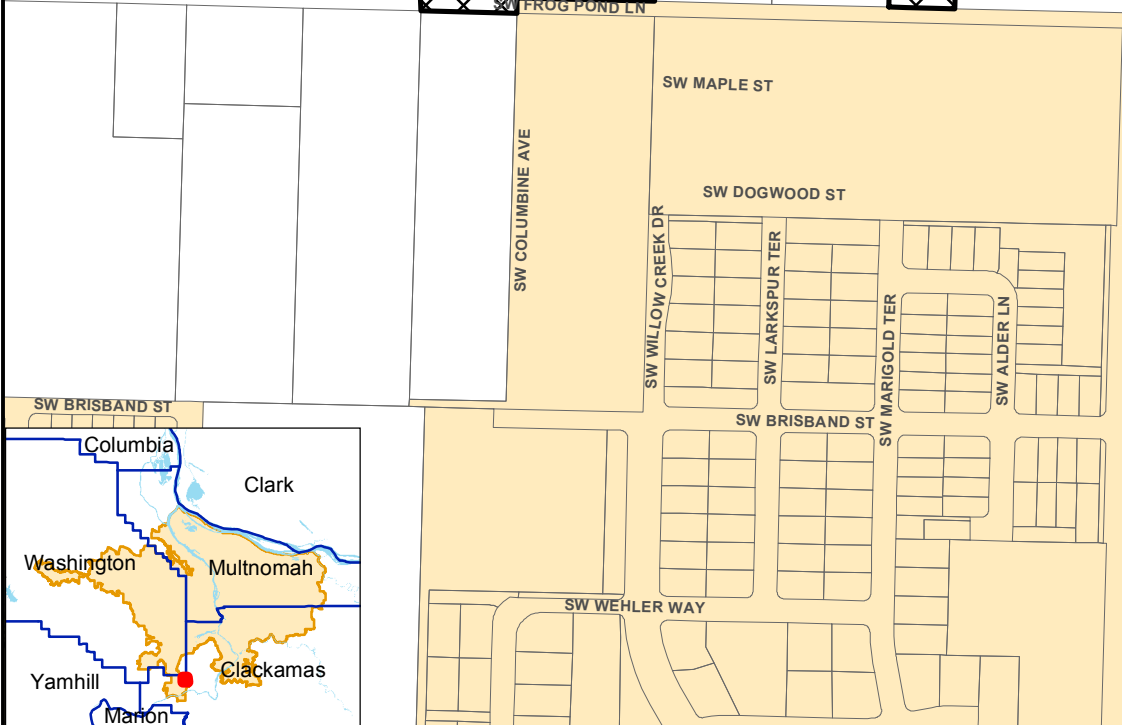 SW FROG POND LN
SW MAPLE ST
SW COLUMBINE AVE
SW DOGWOOD ST
SW WILLOW CREEK DR
SW LARKSPUR TER
SW MARIGOLD TER
SW ALDER LN
SW BRISBAND ST
SW BRISBAND ST
SW WEHLER WAY
Columbia
Clark
Washington
Multnomah
Yamhill
Clackamas
Marion